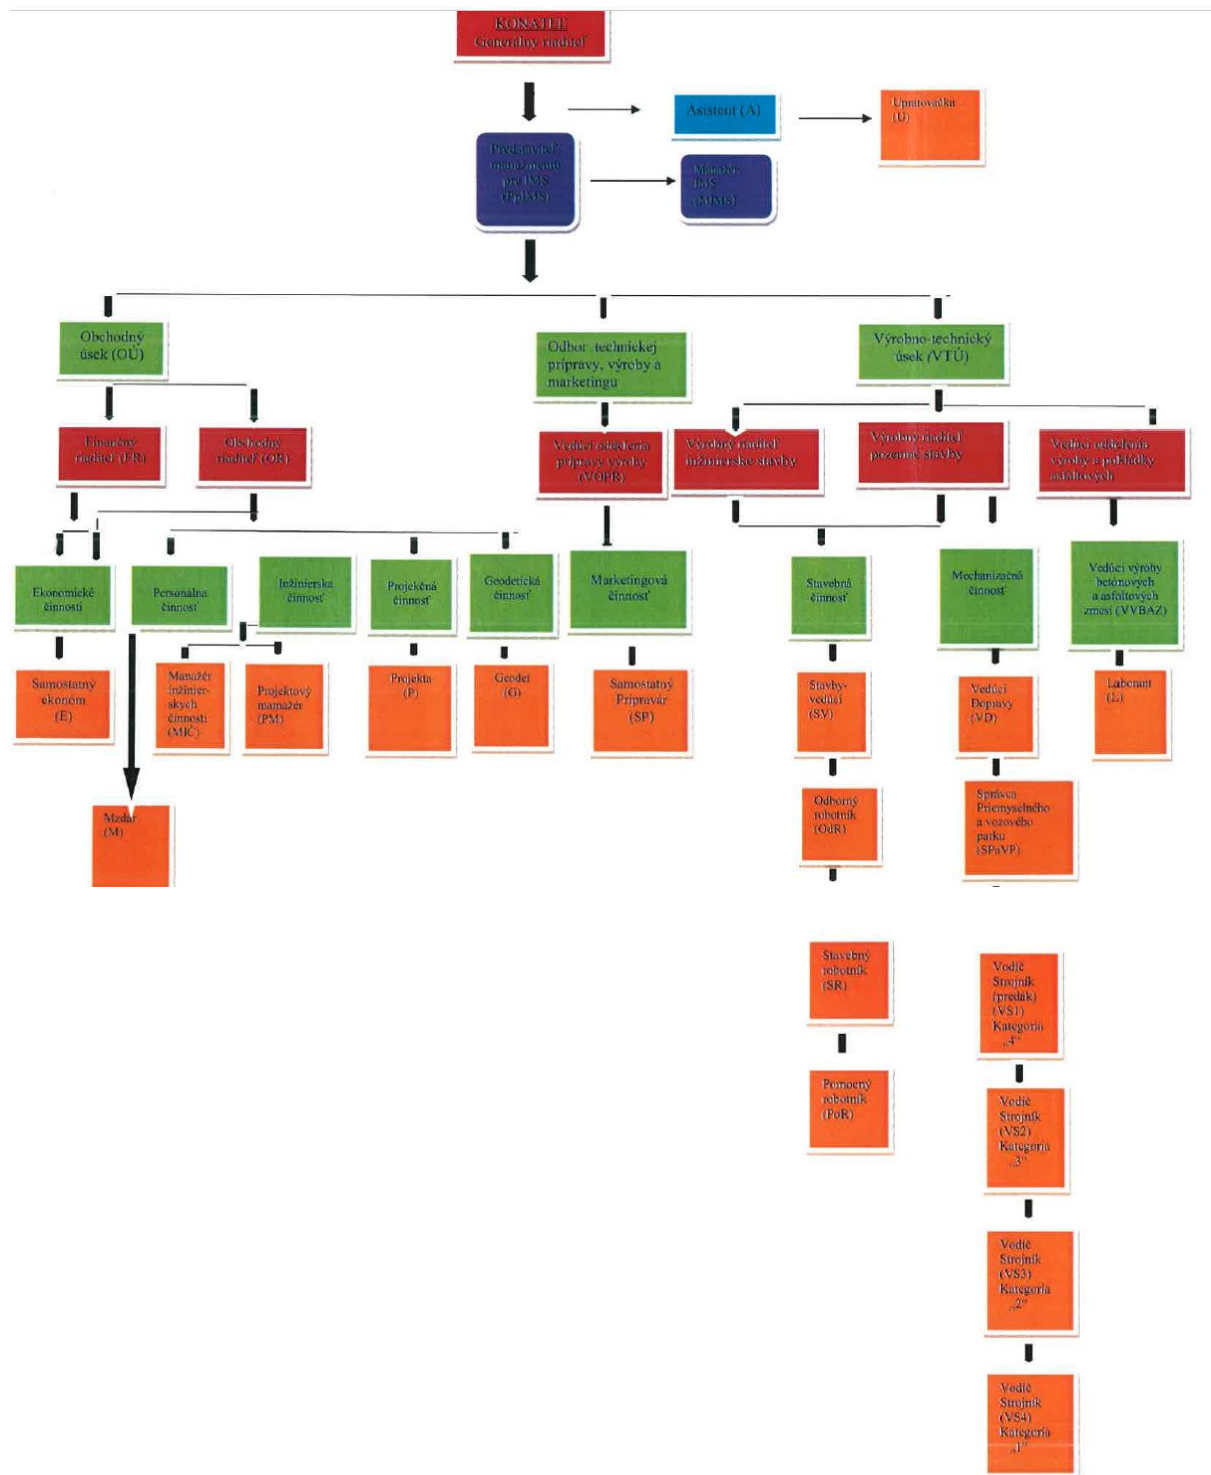 KONATEĽ
Generálny riaditeľ
Asistent (A)
Upratovačka
(U)
Predstaviteľ
manažmentu
pre IMS
(PpIMS)
Manažér
IMS
(MIMS)
Obchodný
úsek (OÚ)
Odbor technickej
prípravy, výroby a
marketingu
Výrobno-technický
úsek (VTÚ)
Finančný
riaditeľ (FR)
Obchodný
riaditeľ (OR)
Vedúci oddelenia
prípravy výroby
(VOPR)
Výrobný riaditeľ
inžinierske stavby
Výrobný riaditeľ
pozemné stavby
Vedúci oddelenia
výroby a pokládky
asfaltových
Ekonomické
činnosti
Personálna
činnosť
Inžinierska
činnosť
Projekčná
činnosť
Geodetická
činnosť
Marketingová
činnosť
Stavebná
činnosť
Mechanizačná
činnosť
Vedúci výroby
betónových
a asfaltových
zmesí (VVBAZ)
Samostatný
ekonóm
(E)
Manažér
inžinier-
skych
činností
(MIČ)
Projektový
mamažér
(PM)
Projekta
(P)
Geodet
(G)
Samostatný
Prípravár
(SP)
Stavby-
vedúci
(SV)
Vedúci
Dopravy
(VD)
Laborant
(L)
Mzdár
(M)
Odborný
robotník
(OdR)
Správca
Priemyselného
a vozového
parku
(SPaVP)
Stavebný
robotník
(SR)
Vodič
Strojník
(predák)
(VS1)
Kategoria
„4“
Pomocný
robotník
(PoR)
Vodič
Strojník
(VS2)
Kategoria
„3“
Vodič
Strojník
(VS3)
Kategoria
„2“
Vodič
Strojník
(VS4)
Kategoria
„1“